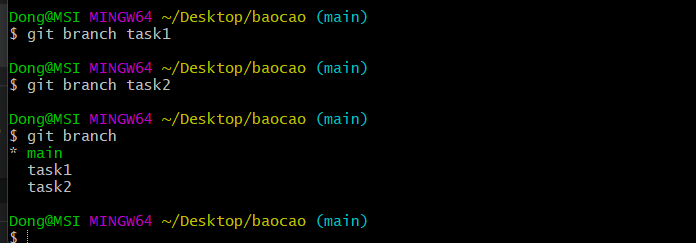 Dong@MSI MINGW64 ~/Desktop/baocao (main)
$ git branch task1
Dong@MSI MINGW64 ~/Desktop/baocao (main)
$ git branch task2
Dong@MSI MINGW64 ~/Desktop/baocao (main)
$ git branch
* main
  task1
  task2
Dong@MSI MINGW64 ~/Desktop/baocao (main)
$